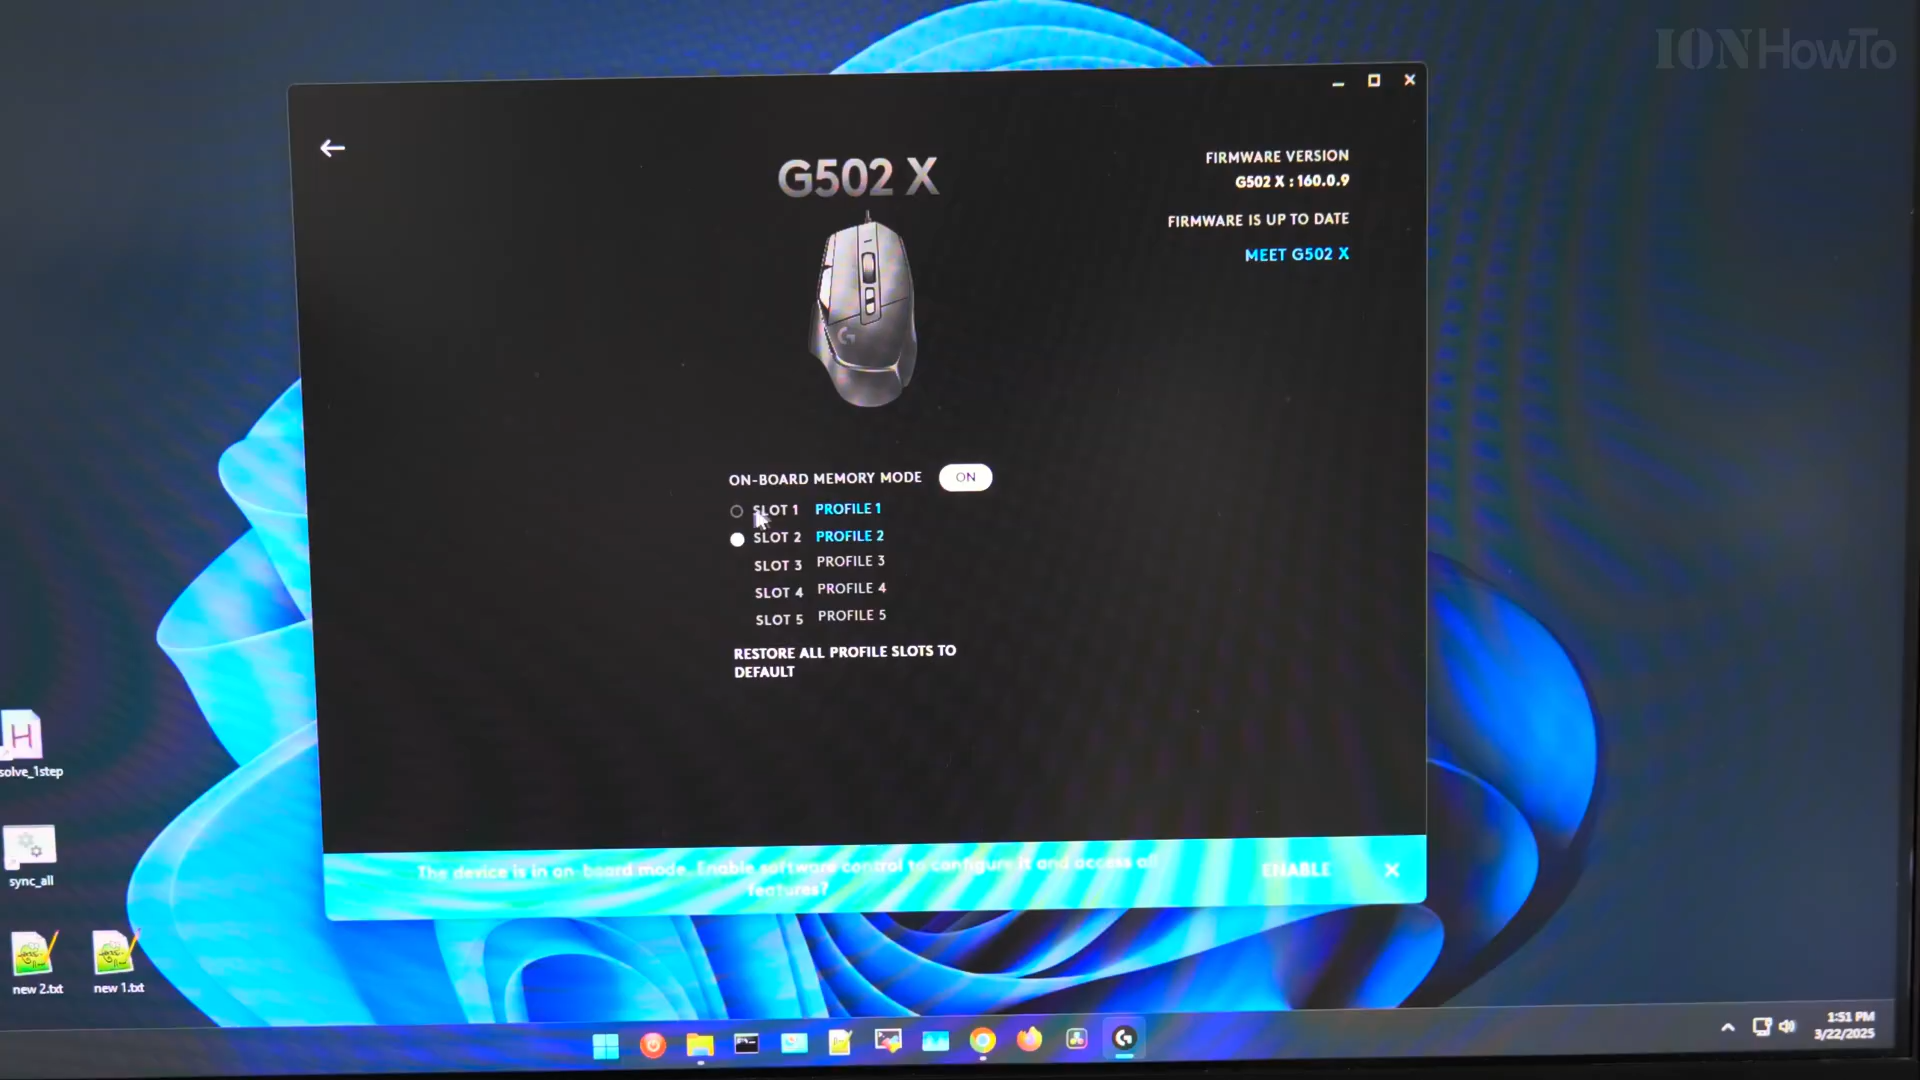 IONHowTo
G502 X
FIRMWARE VERSION
G502 X : 160.0.9
FIRMWARE IS UP TO DATE
MEET G502 X
ON-BOARD MEMORY MODE ON
SLOT 1 PROFILE 1
SLOT 2 PROFILE 2
SLOT 3 PROFILE 3
SLOT 4 PROFILE 4
SLOT 5 PROFILE 5
RESTORE ALL PROFILE SLOTS TO
DEFAULT
The device is in on-board mode. Enable software control to configure it and access all
features?
ENABLE
solve_1step
sync_all
new 2.txt
new 1.txt
1:51 PM
3/22/2025